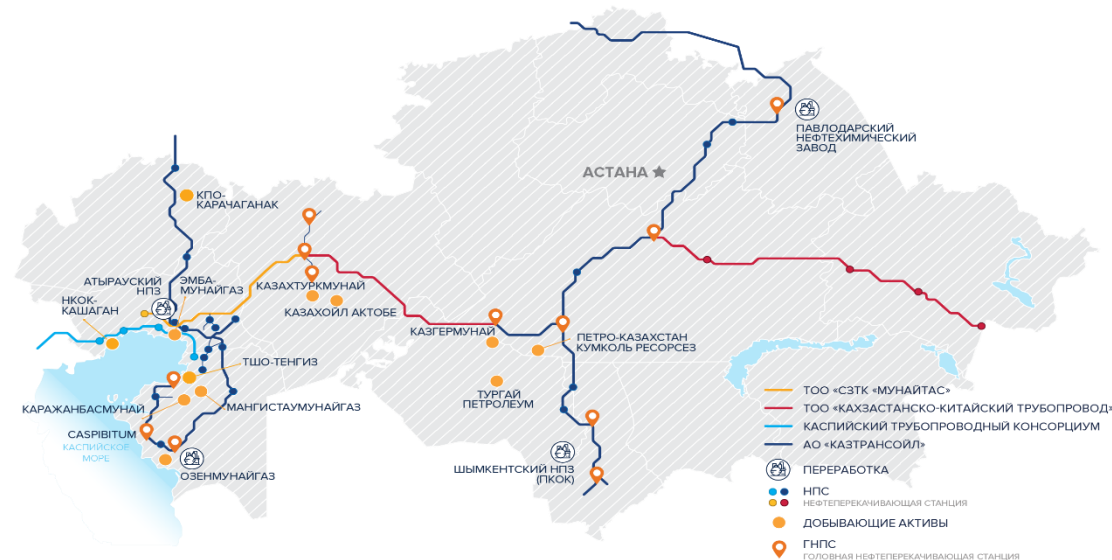 ПАВЛОДАРСКИЙ
НЕФТЕХИМИЧЕСКИЙ
ЗАВОД
АСТАНА
КПО-
КАРАЧАГАНАК
АТЫРАУСКИЙ
НПЗ
ЭМБА-
МУНАЙГАЗ
НКОК-
КАШАГАН
КАЗАХТУРКМУНАЙ
КАЗАХОЙЛ АКТОБЕ
КАЗГЕРМУНАЙ
ПЕТРО-КАЗАХСТАН
КУМКОЛЬ РЕСОРСЕЗ
ТШО-ТЕНГИЗ
ТУРГАЙ
ПЕТРОЛЕУМ
КАРАЖАНБАСМУНАЙ
МАНГИСТАУМУНАЙГАЗ
CASPIBITUM
КАСПИЙСКОЕ
МОРЕ
ОЗЕНМУНАЙГАЗ
ШЫМКЕНТСКИЙ НПЗ
(ПКОК)
ТОО «СЗТК «МУНАЙТАС»
ТОО «КАХЗАСТАНСКО-КИТАЙСКИЙ ТРУБОПРОВОД»
КАСПИЙСКИЙ ТРУБОПРОВОДНЫЙ КОНСОРЦИУМ
АО «КАЗТРАНСОЙЛ»
ПЕРЕРАБОТКА
НПС
НЕФТЕПЕРЕКАЧИВАЮЩАЯ СТАНЦИЯ
ДОБЫВАЮЩИЕ АКТИВЫ
ГНПС
ГОЛОВНАЯ НЕФТЕПЕРЕКАЧИВАЮЩАЯ СТАНЦИЯ